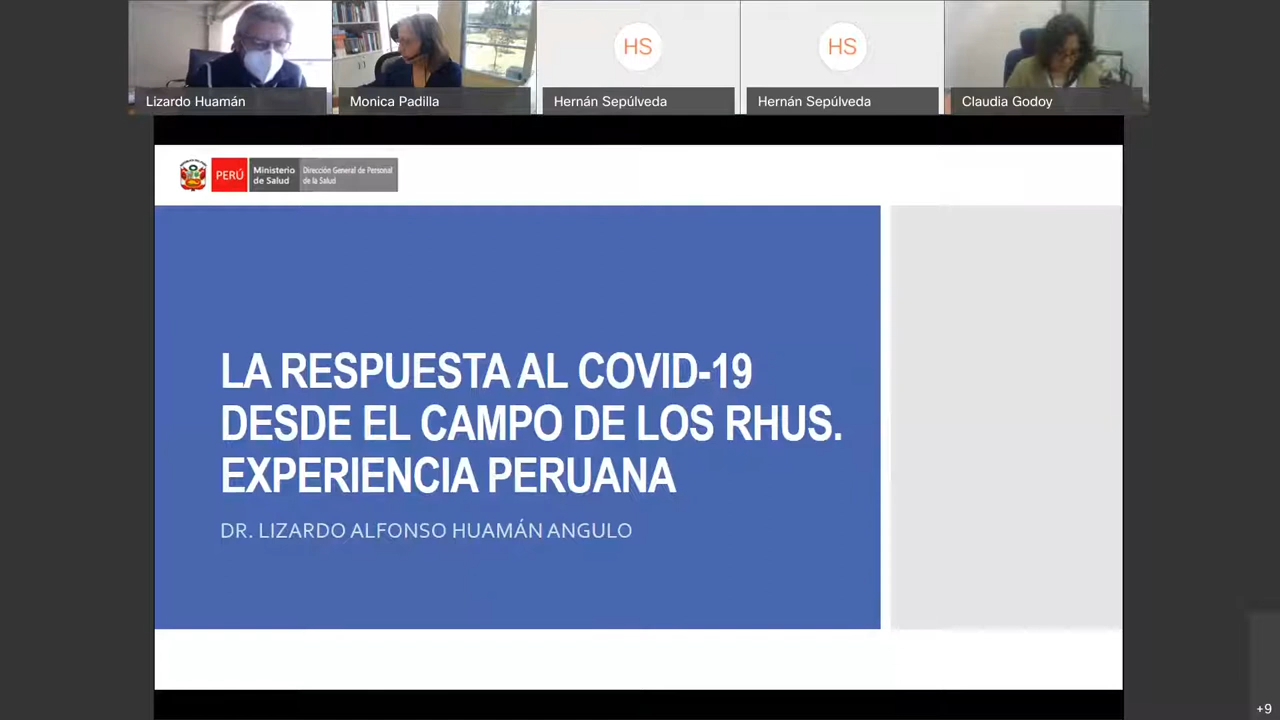 HS
HS
Lizardo Huamán
Monica Padilla
Hernán Sepúlveda
Hernán Sepúlveda
Claudia Godoy
PERÚ
Ministerio
de Salud
Dirección General de Personal
de la Salud
LA RESPUESTA AL COVID-19
DESDE EL CAMPO DE LOS RHUS.
EXPERIENCIA PERUANA
DR. LIZARDO ALFONSO HUAMÁN ANGULO
+9